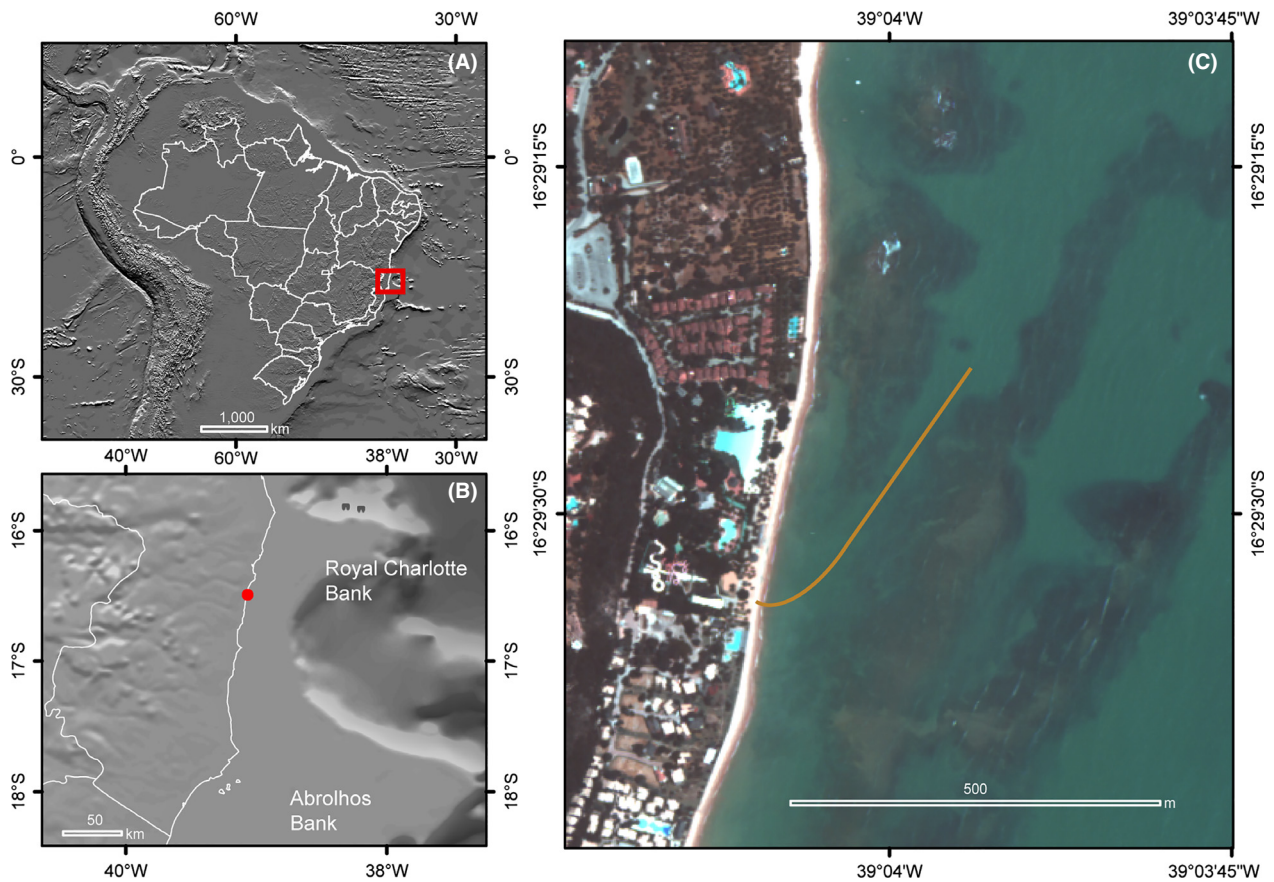 60°W
30°W
(A)
0°
0°
30°S
30°S
1,000
km
40°W
60°W
38°W
30°W
(B)
16°S
16°S
Royal Charlotte
Bank
17°S
17°S
18°S
18°S
Abrolhos
Bank
50
km
40°W
38°W
39°04'W
39°03'45"W
(C)
16°29'15"S
16°29'15"S
16°29'30"S
16°29'30"S
500
m
39°04'W
39°03'45"W